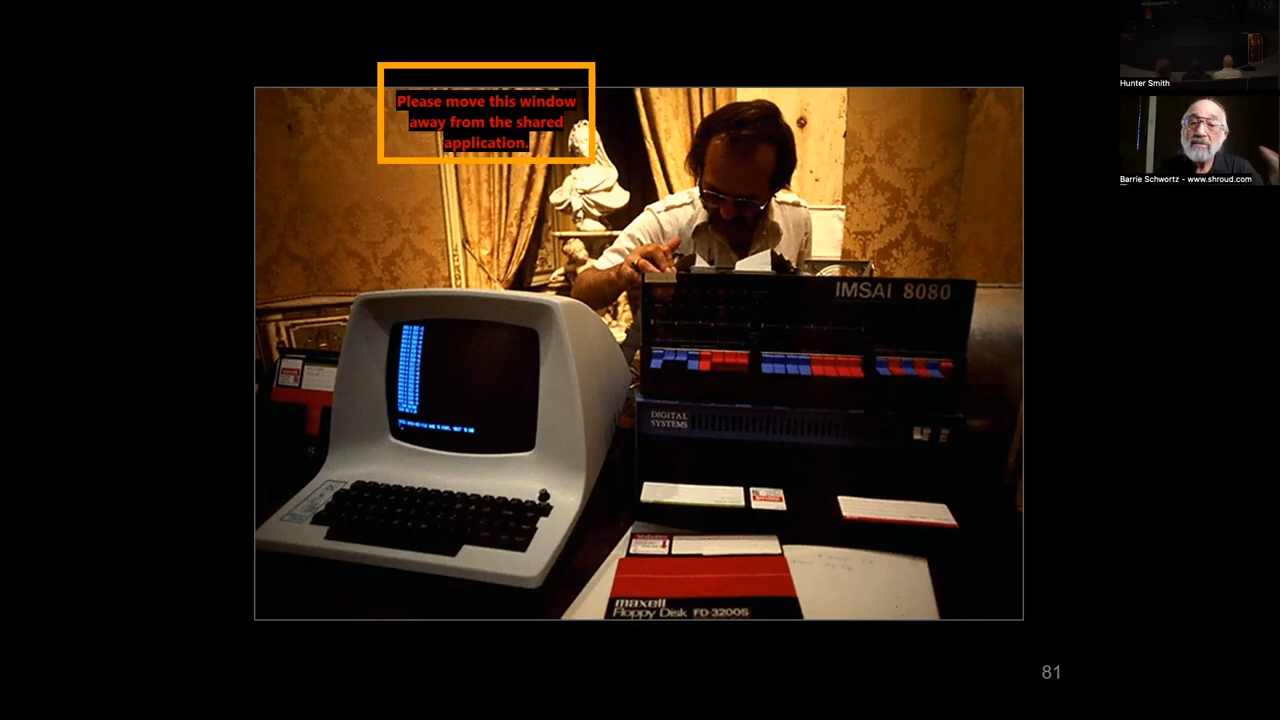 Please move this window
away from the shared
application.
Hunter Smith
Barrie Schwortz - www.shroud.com
IMSAI 8080
DIGITAL
SYSTEMS
maxell
Floppy Disk FD-3200S
81